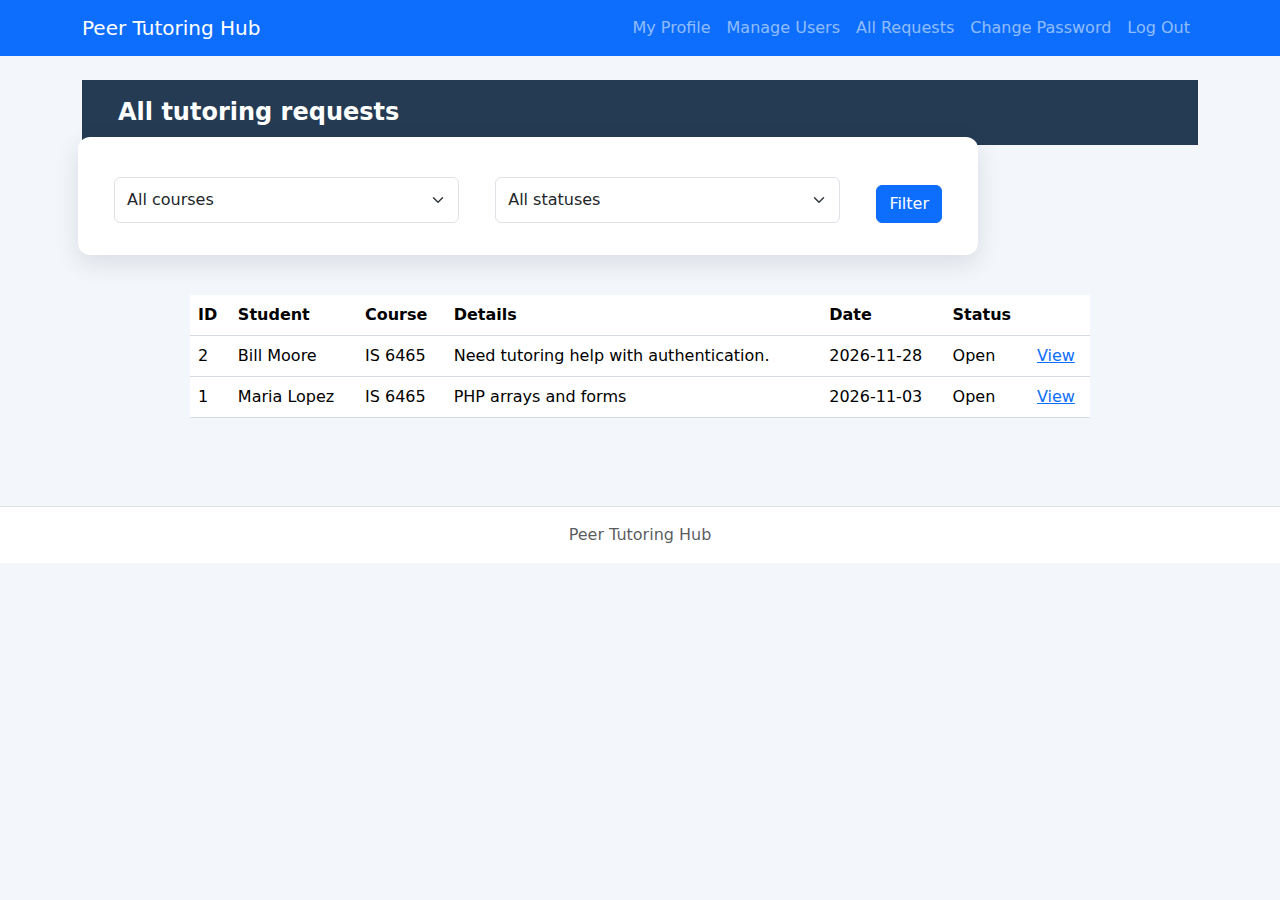 Peer Tutoring Hub My Profile Manage Users All Requests Change Password Log Out
All tutoring requests
All courses All statuses Filter
ID Student Course Details Date Status
2 Bill Moore IS 6465 Need tutoring help with authentication. 2026-11-28 Open View
1 Maria Lopez IS 6465 PHP arrays and forms 2026-11-03 Open View
Peer Tutoring Hub